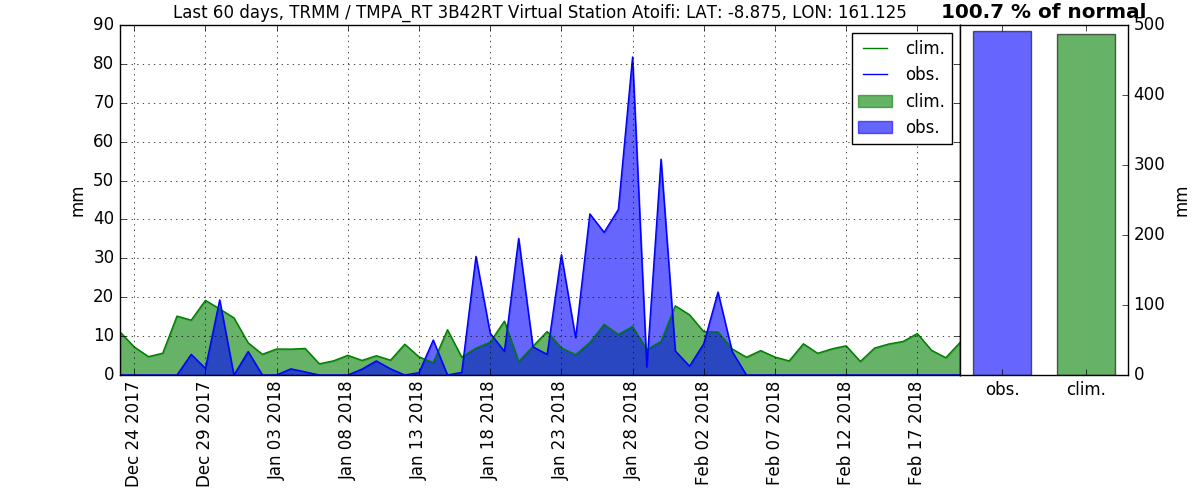 Last 60 days, TRMM / TMPA_RT 3B42RT Virtual Station Atoifi: LAT: -8.875, LON: 161.125
100.7 % of normal
90
80
70
60
50
40
30
20
10
0
mm
clim.
obs.
clim.
obs.
Dec 24 2017
Dec 29 2017
Jan 03 2018
Jan 08 2018
Jan 13 2018
Jan 18 2018
Jan 23 2018
Jan 28 2018
Feb 02 2018
Feb 07 2018
Feb 12 2018
Feb 17 2018
500
400
300
200
100
0
mm
obs.
clim.